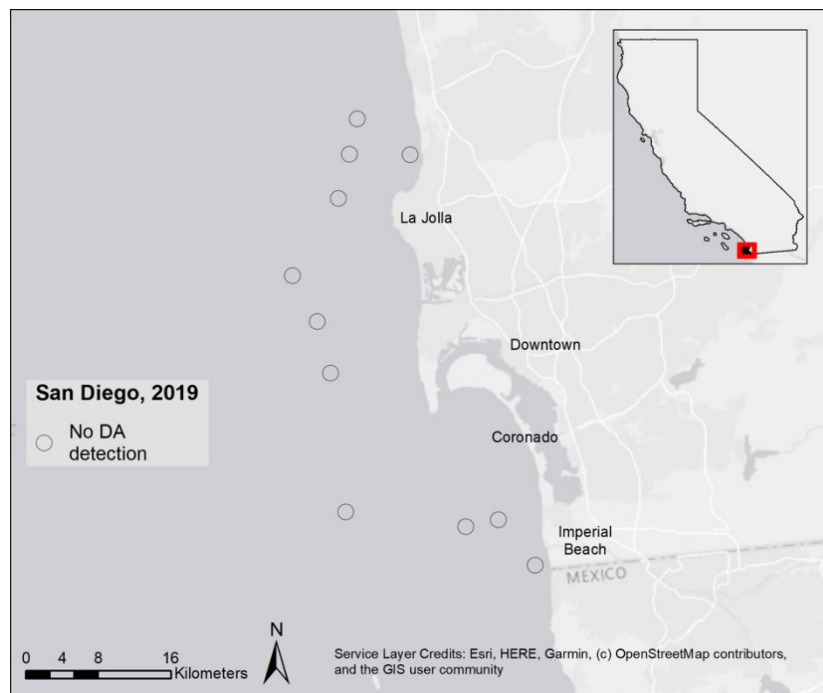 La Jolla
Downtown
San Diego, 2019
No DA
detection
Coronado
Imperial
Beach
MEXICO
N
0 4 8 16
Kilometers
Service Layer Credits: Esri, HERE, Garmin, (c) OpenStreetMap contributors,
and the GIS user community